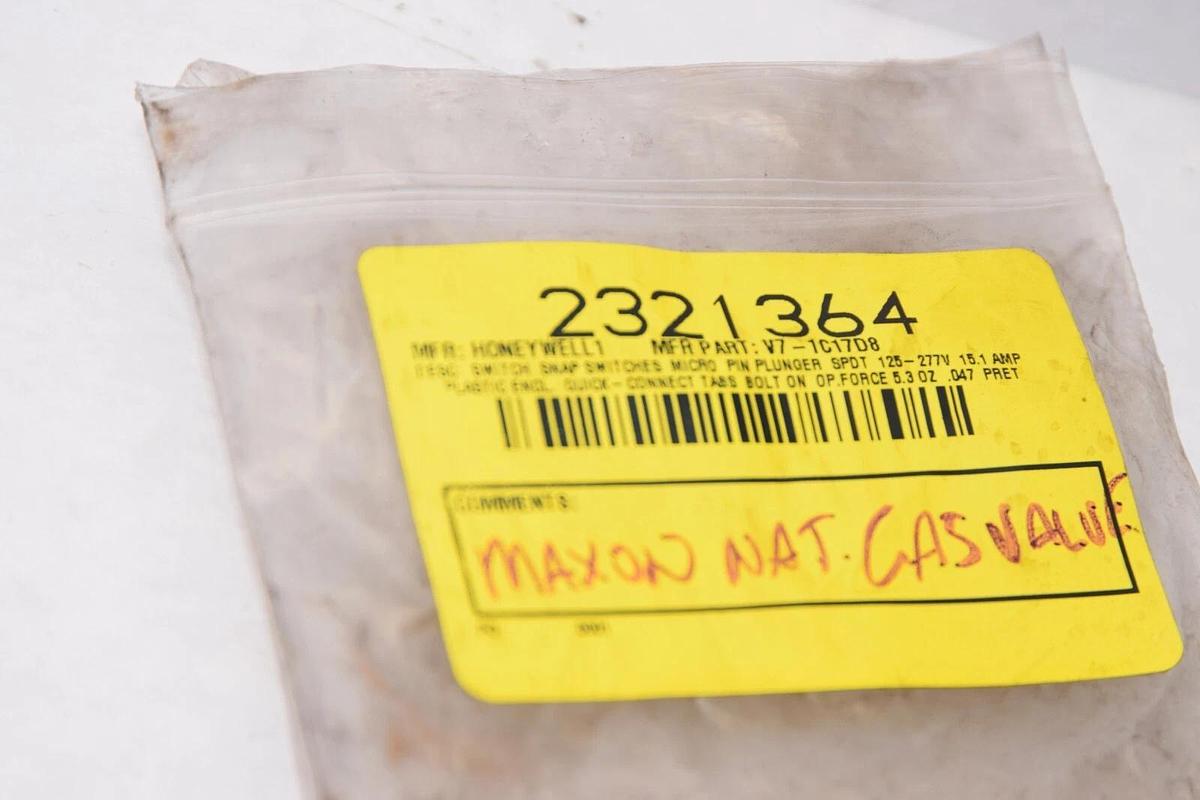 2321364
MFR: HONEYWELL1 MFR PART: V7-1C17D8
DESC: SWITCH SNAP SWITCHES MICRO PIN PLUNGER SPDT 125-277V 15.1 AMP
PLASTIC ENCL. QUICK-CONNECT TABS BOLT ON OP.FORCE 5.3 OZ .047 PRET
COMMENTS:
MAXON NAT. GAS VALVE